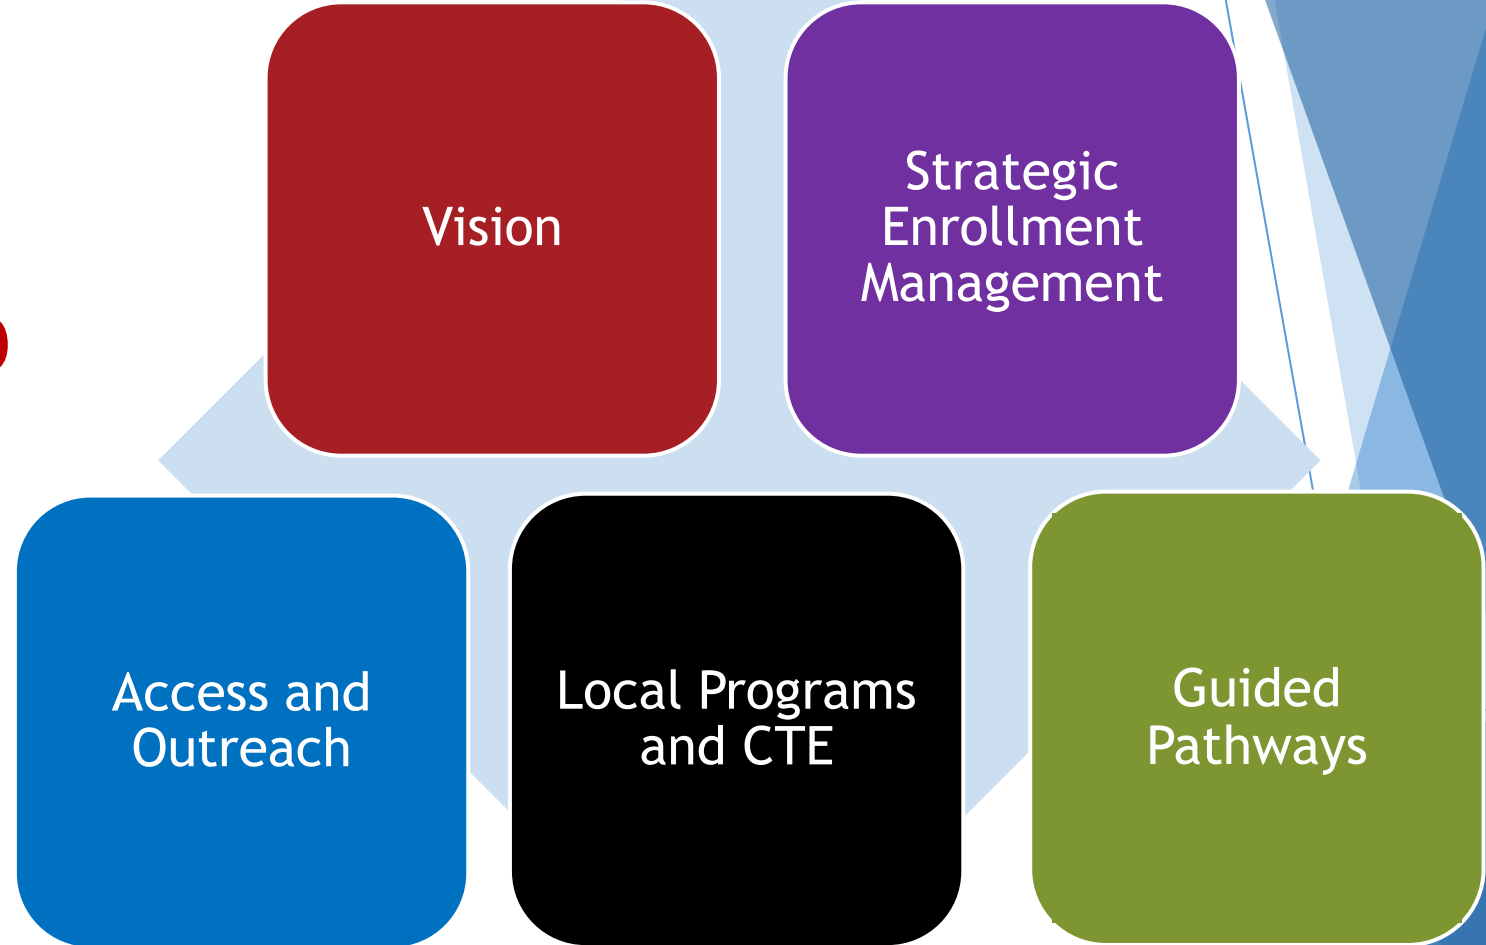 Vision
Strategic
Enrollment
Management
Access and
Outreach
Local Programs
and CTE
Guided
Pathways